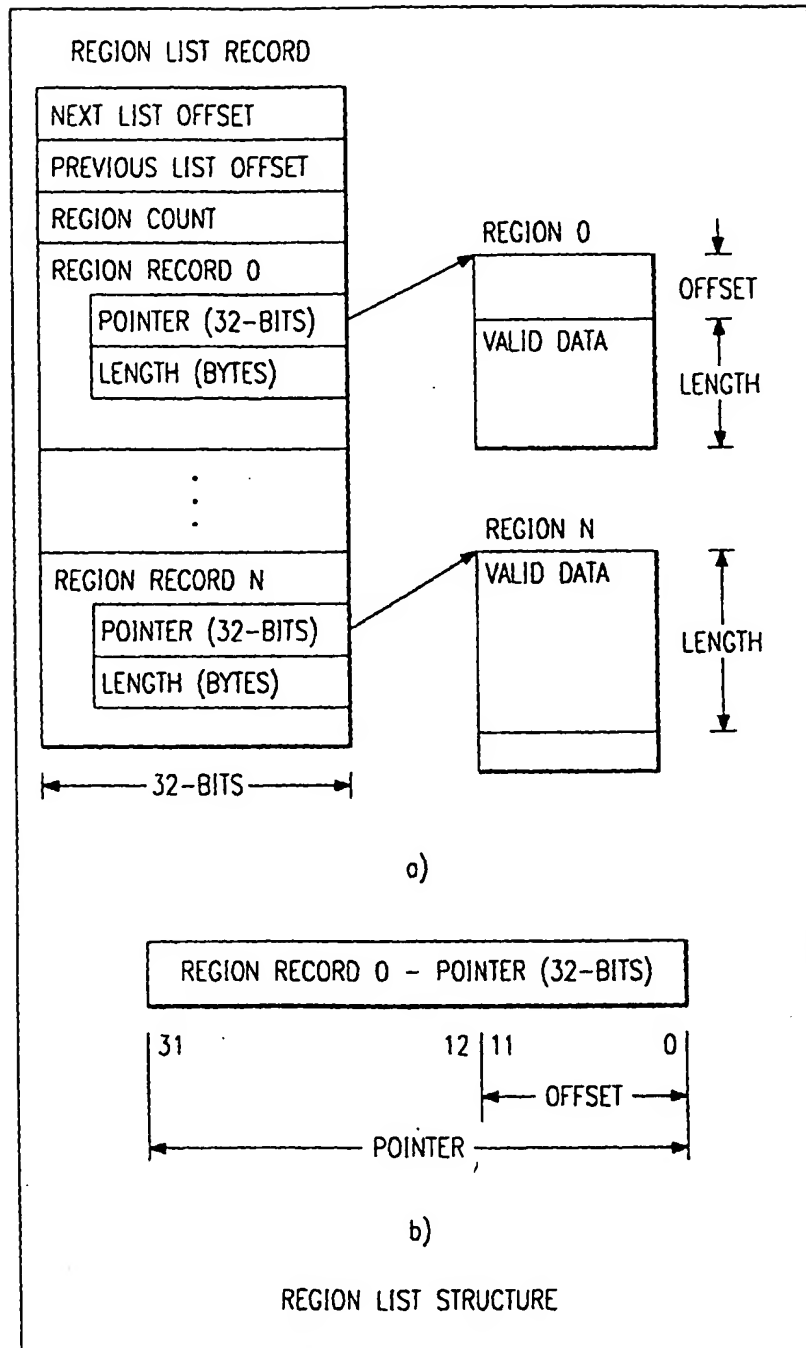 REGION LIST RECORD
NEXT LIST OFFSET
PREVIOUS LIST OFFSET
REGION COUNT
REGION RECORD 0
POINTER (32-BITS)
LENGTH (BYTES)
REGION 0
OFFSET
VALID DATA
LENGTH
REGION RECORD N
POINTER (32-BITS)
LENGTH (BYTES)
REGION N
VALID DATA
LENGTH
32-BITS
a)
REGION RECORD 0 - POINTER (32-BITS)
31 12 11 0
OFFSET
POINTER
b)
REGION LIST STRUCTURE